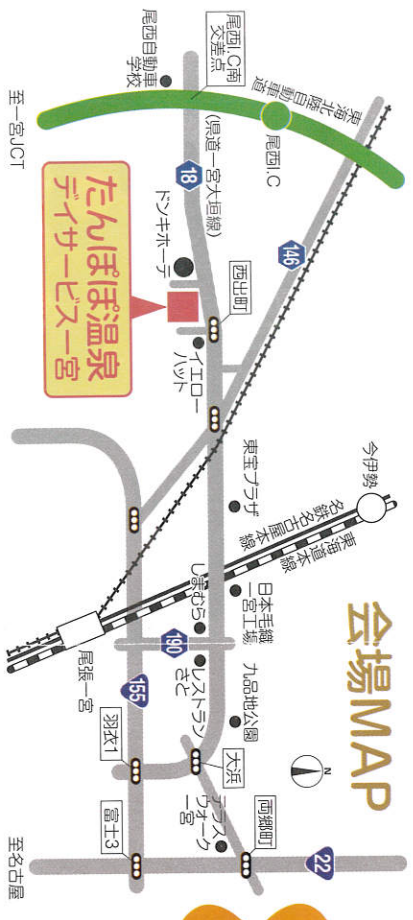 会場MAP
N
東海北陸自動車道
尾西I.C
尾西I.C南
交差点
尾西自動車
学校
至一宮JCT
(県道一宮大垣線)
18
146
ドンキホーテ
たんぽぽ温泉
デイサービス一宮
西出町
イエロー
ハット
東宝プラザ
今伊勢
名鉄名古屋本線
東海道本線
日本毛織
一宮工場
しまむら
190
レストラン
さと
尾張一宮
155
九品地公園
羽衣1
大浜
テラス
ウォーク
一宮
両郷町
富士3
22
至名古屋